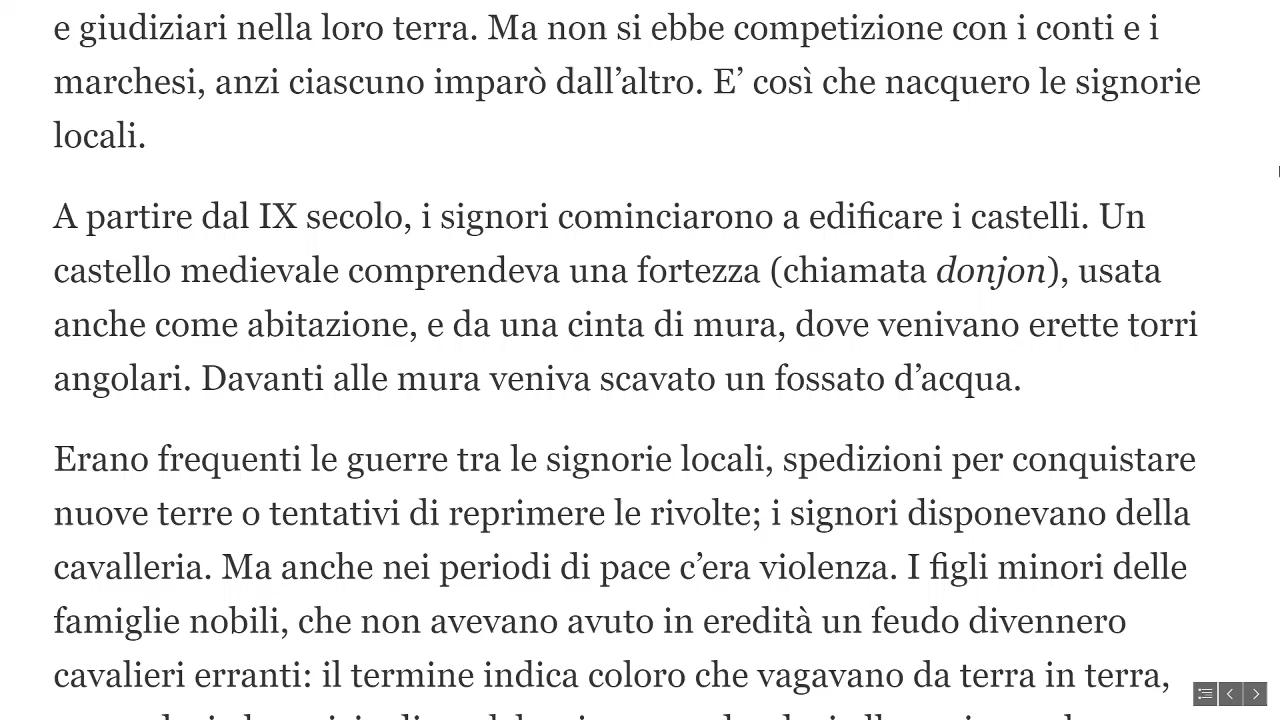 e giudiziari nella loro terra. Ma non si ebbe competizione con i conti e i
marchesi, anzi ciascuno imparò dall’altro. E’ così che nacquero le signorie
locali.
A partire dal IX secolo, i signori cominciarono a edificare i castelli. Un
castello medievale comprendeva una fortezza (chiamata donjon), usata
anche come abitazione, e da una cinta di mura, dove venivano erette torri
angolari. Davanti alle mura veniva scavato un fossato d’acqua.
Erano frequenti le guerre tra le signorie locali, spedizioni per conquistare
nuove terre o tentativi di reprimere le rivolte; i signori disponevano della
cavalleria. Ma anche nei periodi di pace c’era violenza. I figli minori delle
famiglie nobili, che non avevano avuto in eredità un feudo divennero
cavalieri erranti: il termine indica coloro che vagavano da terra in terra,